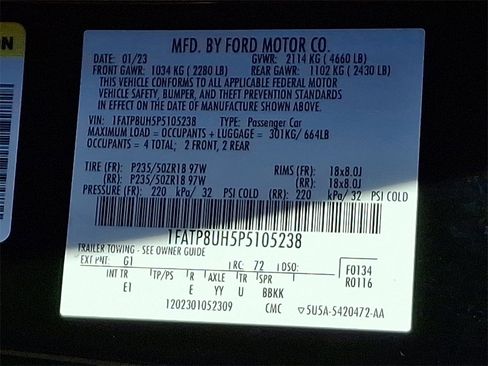 ON
MFD. BY FORD MOTOR CO.
DATE: 01/23 GVWR: 2114 KG ( 4660 LB)
FRONT GAWR: 1034 KG ( 2280 LB) REAR GAWR: 1102 KG ( 2430 LB)
THIS VEHICLE CONFORMS TO ALL APPLICABLE FEDERAL MOTOR
VEHICLE SAFETY, BUMPER, AND THEFT PREVENTION STANDARDS
IN EFFECT ON THE DATE OF MANUFACTURE SHOWN ABOVE.
VIN: 1FATP8UH5P5105238 TYPE: Passenger Car
MAXIMUM LOAD = OCCUPANTS + LUGGAGE = 301KG/ 664LB
OCCUPANTS = 4 TOTAL; 2 FRONT, 2 REAR
TIRE (FR): P235/50ZR18 97W RIMS (FR): 18x8.0J
(RR): P235/50ZR18 97W (RR): 18x8.0J
PRESSURE (FR): 220 kPa/ 32 PSI COLD (RR): 220 kPa/ 32 PSI COLD
1FATP8UH5P5105238
TRAILER TOWING - SEE OWNER GUIDE
EXT PNT: G1 RC: 72 DSO: F0134
INT TR TP/PS R AXLE TR SPR R0116
E1 E YY U BBKK
1202301052309 CMC ▽5U5A-5420472-AA